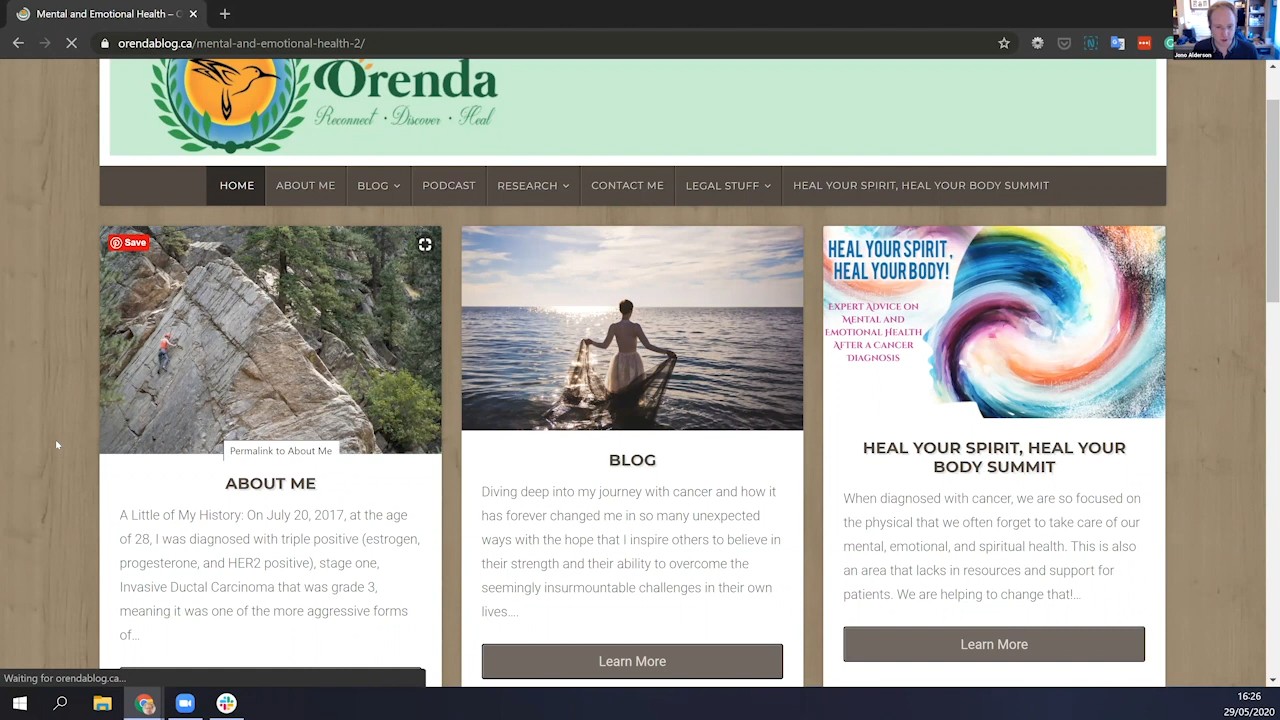 Mental and Emotional Health –
orendablog.ca/mental-and-emotional-health-2/
Jono Alderson
Orenda
Reconnect · Discover · Heal
HOME
ABOUT ME
BLOG
PODCAST
RESEARCH
CONTACT ME
LEGAL STUFF
HEAL YOUR SPIRIT, HEAL YOUR BODY SUMMIT
Save
Permalink to About Me
ABOUT ME
A Little of My History: On July 20, 2017, at the age
of 28, I was diagnosed with triple positive (estrogen,
progesterone, and HER2 positive), stage one,
Invasive Ductal Carcinoma that was grade 3,
meaning it was one of the more aggressive forms
of…
BLOG
Diving deep into my journey with cancer and how it
has forever changed me in so many unexpected
ways with the hope that I inspire others to believe in
their strength and their ability to overcome the
seemingly insurmountable challenges in their own
lives….
Learn More
HEAL YOUR SPIRIT,
HEAL YOUR BODY!
EXPERT ADVICE ON
MENTAL AND
EMOTIONAL HEALTH
AFTER A CANCER
DIAGNOSIS
HEAL YOUR SPIRIT, HEAL YOUR
BODY SUMMIT
When diagnosed with cancer, we are so focused on
the physical that we often forget to take care of our
mental, emotional, and spiritual health. This is also
an area that lacks in resources and support for
patients. We are helping to change that!…
Learn More
Waiting for orendablog.ca...
16:26
29/05/2020